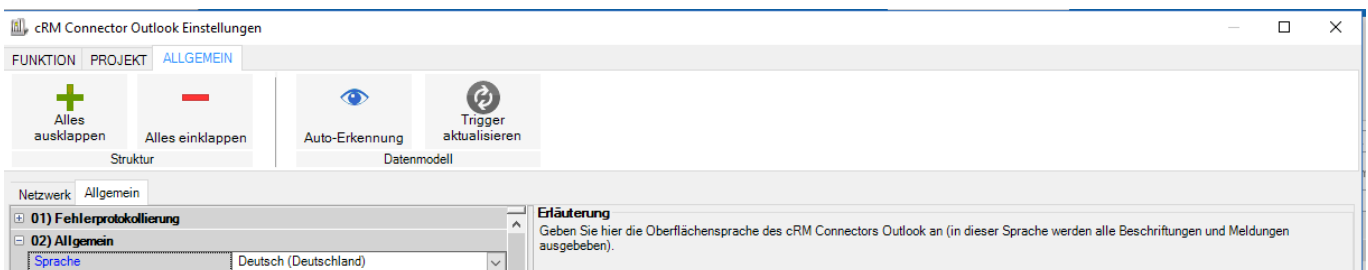 cRM Connector Outlook Einstellungen
FUNKTION PROJEKT ALLGEMEIN
Alles
ausklappen
Alles einklappen
Struktur
Auto-Erkennung
Trigger
aktualisieren
Datenmodell
Netzwerk Allgemein
01) Fehlerprotokollierung
02) Allgemein
Sprache Deutsch (Deutschland)
Erläuterung
Geben Sie hier die Oberflächensprache des cRM Connectors Outlook an (in dieser Sprache werden alle Beschriftungen und Meldungen
ausgebeben).